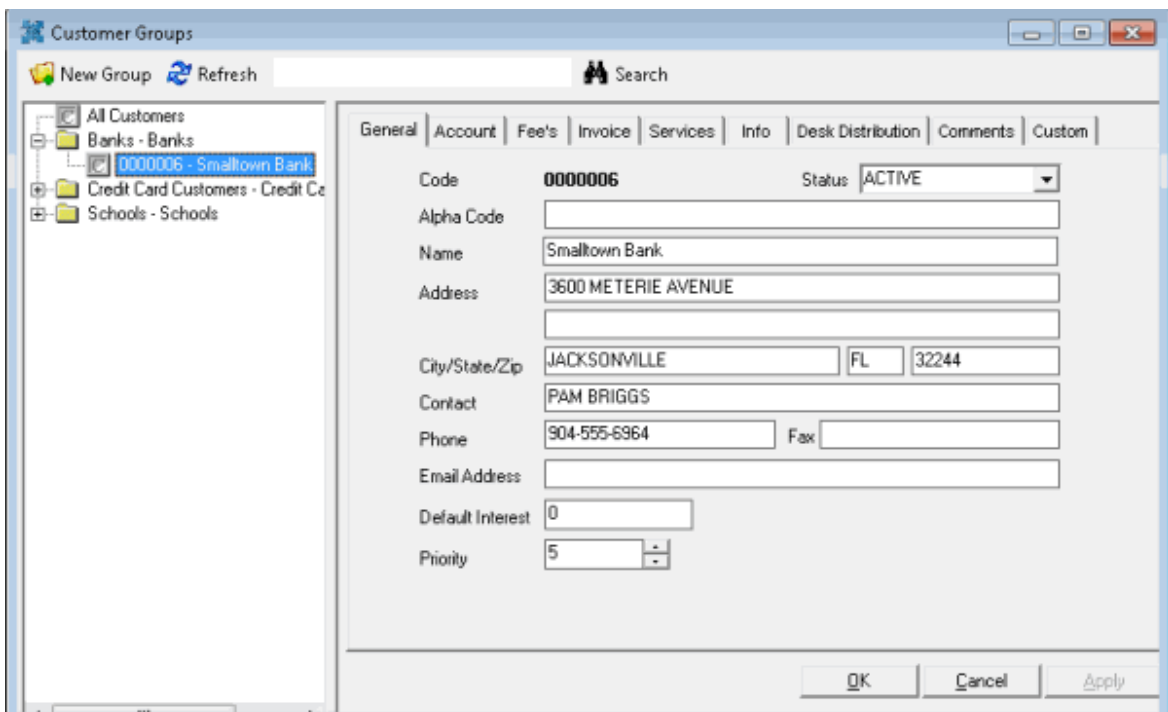 Customer Groups
New Group Refresh Search
All Customers
Banks - Banks
0000006 - Smalltown Bank
Credit Card Customers - Credit Ca
Schools - Schools
General Account Fee's Invoice Services Info Desk Distribution Comments Custom
Code 0000006 Status ACTIVE
Alpha Code
Name Smalltown Bank
Address 3600 METERIE AVENUE
City/State/Zip JACKSONVILLE FL 32244
Contact PAM BRIGGS
Phone 904-555-6964 Fax
Email Address
Default Interest 0
Priority 5
OK Cancel Apply